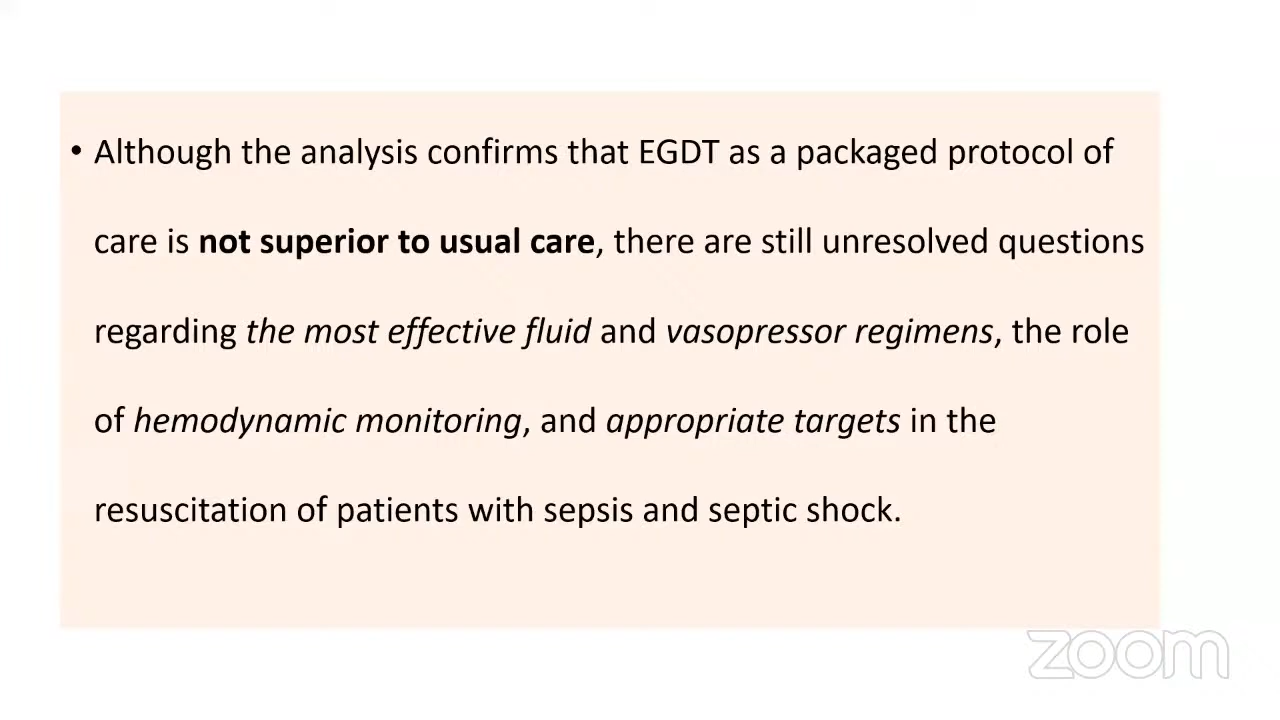 • Although the analysis confirms that EGDT as a packaged protocol of
care is not superior to usual care, there are still unresolved questions
regarding the most effective fluid and vasopressor regimens, the role
of hemodynamic monitoring, and appropriate targets in the
resuscitation of patients with sepsis and septic shock.
zoom